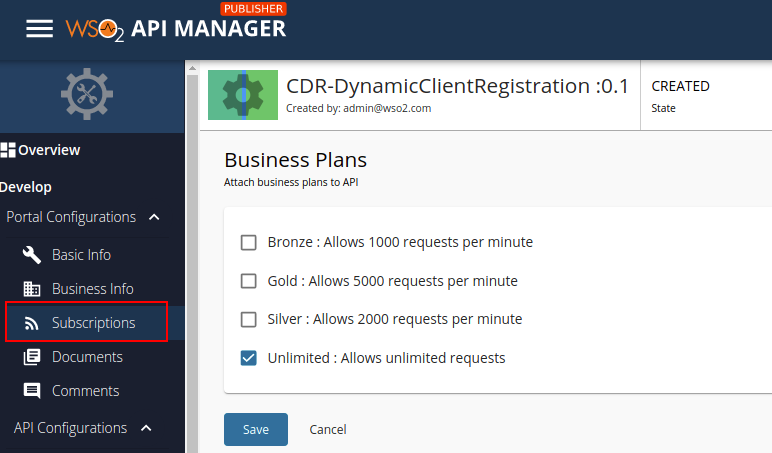 PUBLISHER
WSO2 API MANAGER
CDR-DynamicClientRegistration :0.1
Created by: admin@wso2.com
CREATED
State
Overview
Develop
Portal Configurations
Basic Info
Business Info
Subscriptions
Documents
Comments
API Configurations
Business Plans
Attach business plans to API
Bronze : Allows 1000 requests per minute
Gold : Allows 5000 requests per minute
Silver : Allows 2000 requests per minute
Unlimited : Allows unlimited requests
Save
Cancel